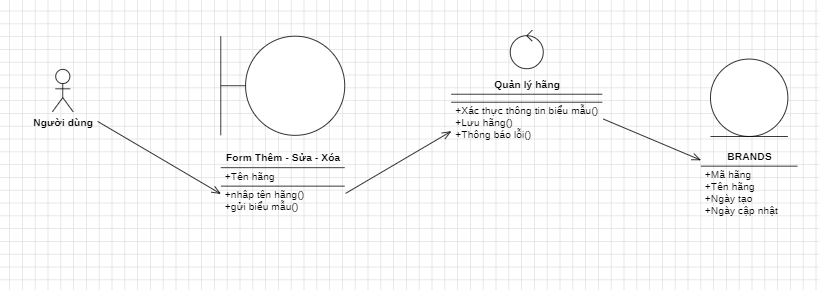 Người dùng
Form Thêm - Sửa - Xóa
+Tên hãng
+nhập tên hãng()
+gửi biểu mẫu()
Quản lý hãng
+Xác thực thông tin biểu mẫu()
+Lưu hãng()
+Thông báo lỗi()
BRANDS
+Mã hãng
+Tên hãng
+Ngày tạo
+Ngày cập nhật